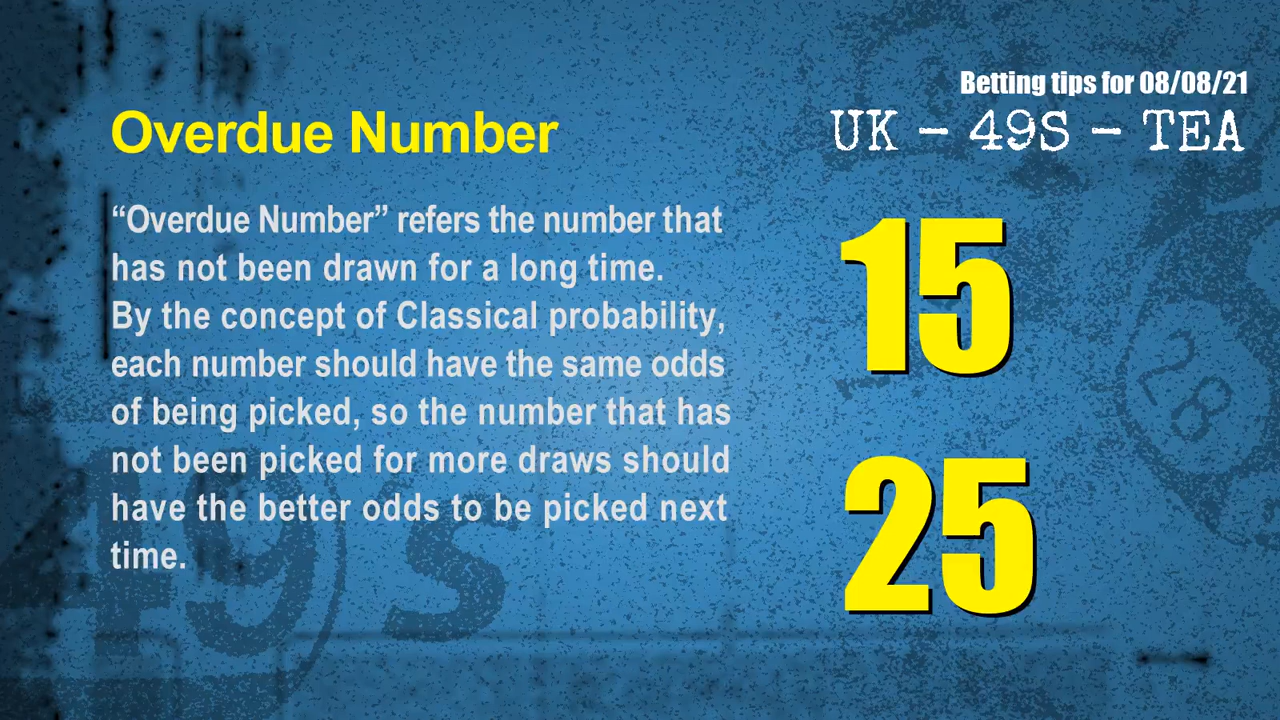 Betting tips for 08/08/21
UK - 49S - TEA
Overdue Number
“Overdue Number” refers the number that
has not been drawn for a long time.
By the concept of Classical probability,
each number should have the same odds
of being picked, so the number that has
not been picked for more draws should
have the better odds to be picked next
time.
15
25
28
49s